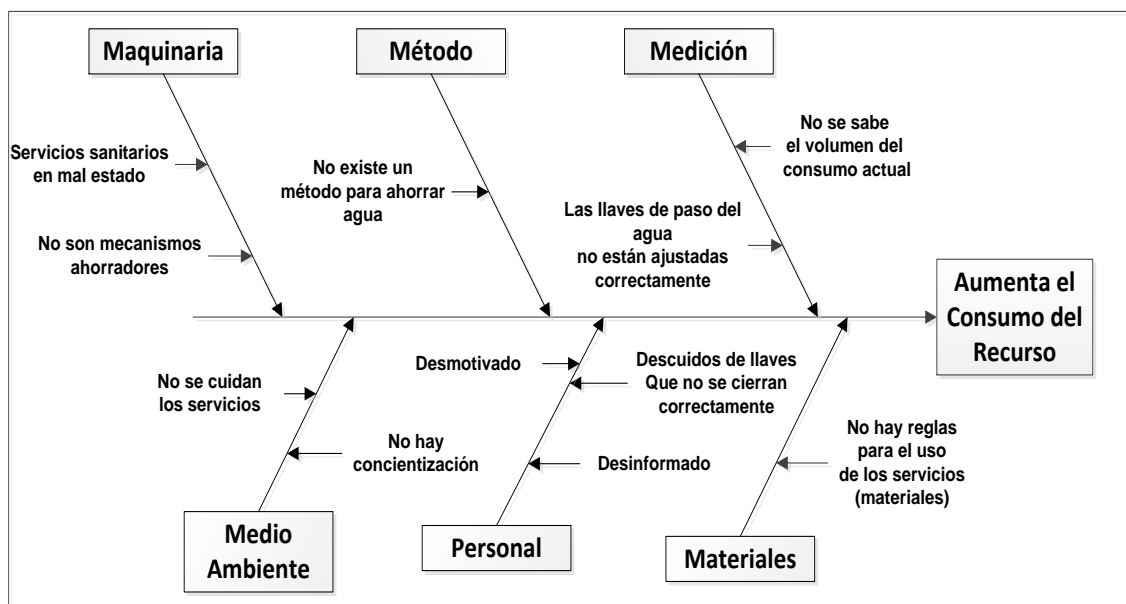 Maquinaria
Método
Medición
Servicios sanitarios
en mal estado
No son mecanismos
ahorradores
No existe un
método para ahorrar
agua
No se sabe
el volumen del
consumo actual
Las llaves de paso del
agua
no están ajustadas
correctamente
Aumenta el
Consumo del
Recurso
No se cuidan
los servicios
No hay
concientización
Desmotivado
Descuidos de llaves
Que no se cierran
correctamente
Desinformado
No hay reglas
para el uso
de los servicios
(materiales)
Medio
Ambiente
Personal
Materiales